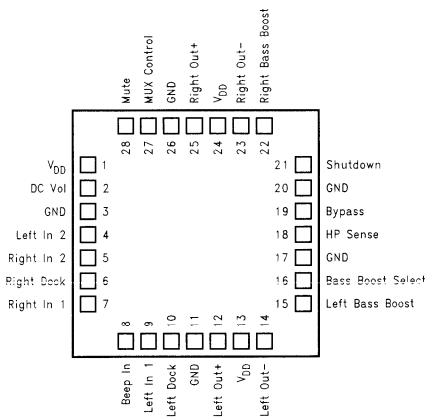 Mute
MUX Control
GND
Right Out+
VDD
Right Out-
Right Bass Boost
28
27
26
25
24
23
22
VDD 1
DC Vol 2
GND 3
Left In 2 4
Right In 2 5
Right Dock 6
Right In 1 7
21 Shutdown
20 GND
19 Bypass
18 HP Sense
17 GND
16 Bass Boost Select
15 Left Bass Boost
8
9
10
11
12
13
14
Beep In
Left In 1
Left Dock
GND
Left Out+
VDD
Left Out-